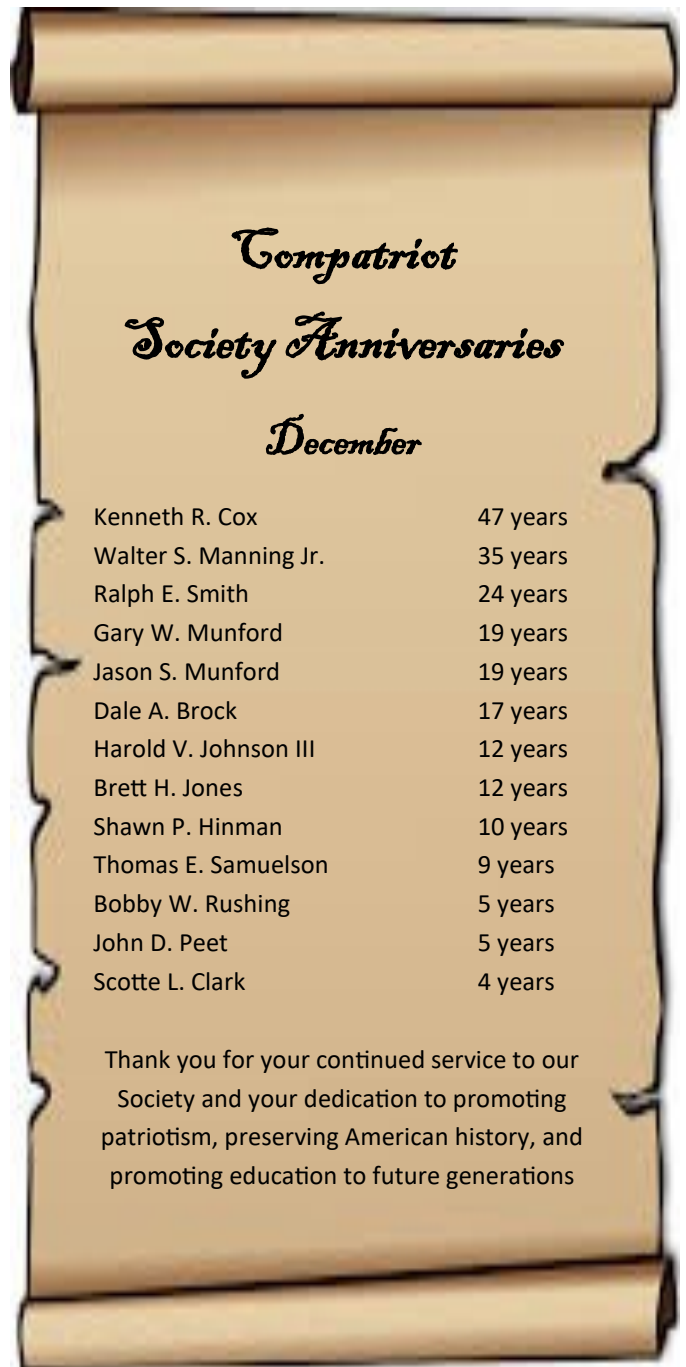 Compatriot
Society Anniversaries
December
Kenneth R. Cox 47 years
Walter S. Manning Jr. 35 years
Ralph E. Smith 24 years
Gary W. Munford 19 years
Jason S. Munford 19 years
Dale A. Brock 17 years
Harold V. Johnson III 12 years
Brett H. Jones 12 years
Shawn P. Hinman 10 years
Thomas E. Samuelson 9 years
Bobby W. Rushing 5 years
John D. Peet 5 years
Scotte L. Clark 4 years
Thank you for your continued service to our
Society and your dedication to promoting
patriotism, preserving American history, and
promoting education to future generations